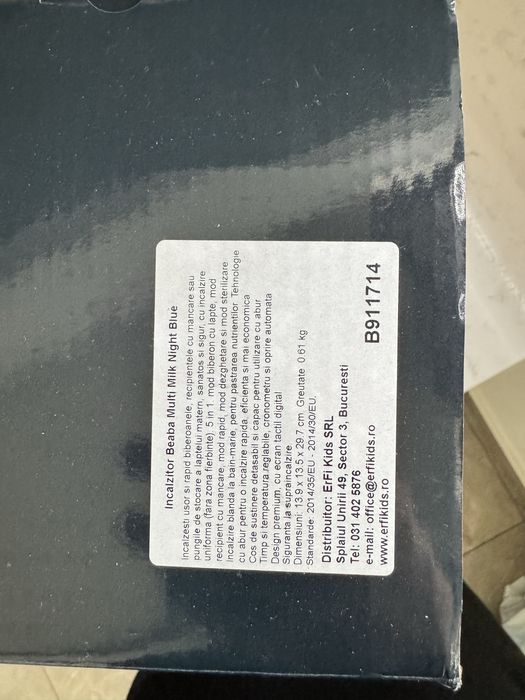 Incalzitor Beaba Multi Milk Night Blue
Incalzesti usor si rapid biberoanele, recipientele cu mancare sau
pungile de stocare a laptelui matern, sanatos si sigur, cu incalzire
uniforma (fara zona fierbinte). 5 in 1: mod biberon cu lapte, mod
recipient cu mancare, mod rapid, mod dezghetare si mod sterilizare
Incalzire blanda la bain-marie, pentru pastrarea nutrientilor. Tehnologie
cu abur pentru o incalzire rapida, eficienta si mai economica
Cos de sustinere detasabil si capac pentru utilizare cu abur
Timp si temperatura reglabile, cronometru si oprire automata
Design premium, cu ecran tactil digital
Siguranta la supraincalzire
Dimensiuni: 13.9 x 13.5 x 29.7 cm. Greutate 0.61 kg
Standarde: 2014/35/EU - 2014/30/EU.
Distribuitor: ErFi Kids SRL
Splaiul Unirii 49, Sector 3, Bucuresti
Tel: 031 402 5876
e-mail.: office@erfikids.ro
www.erfikids.ro
B911714